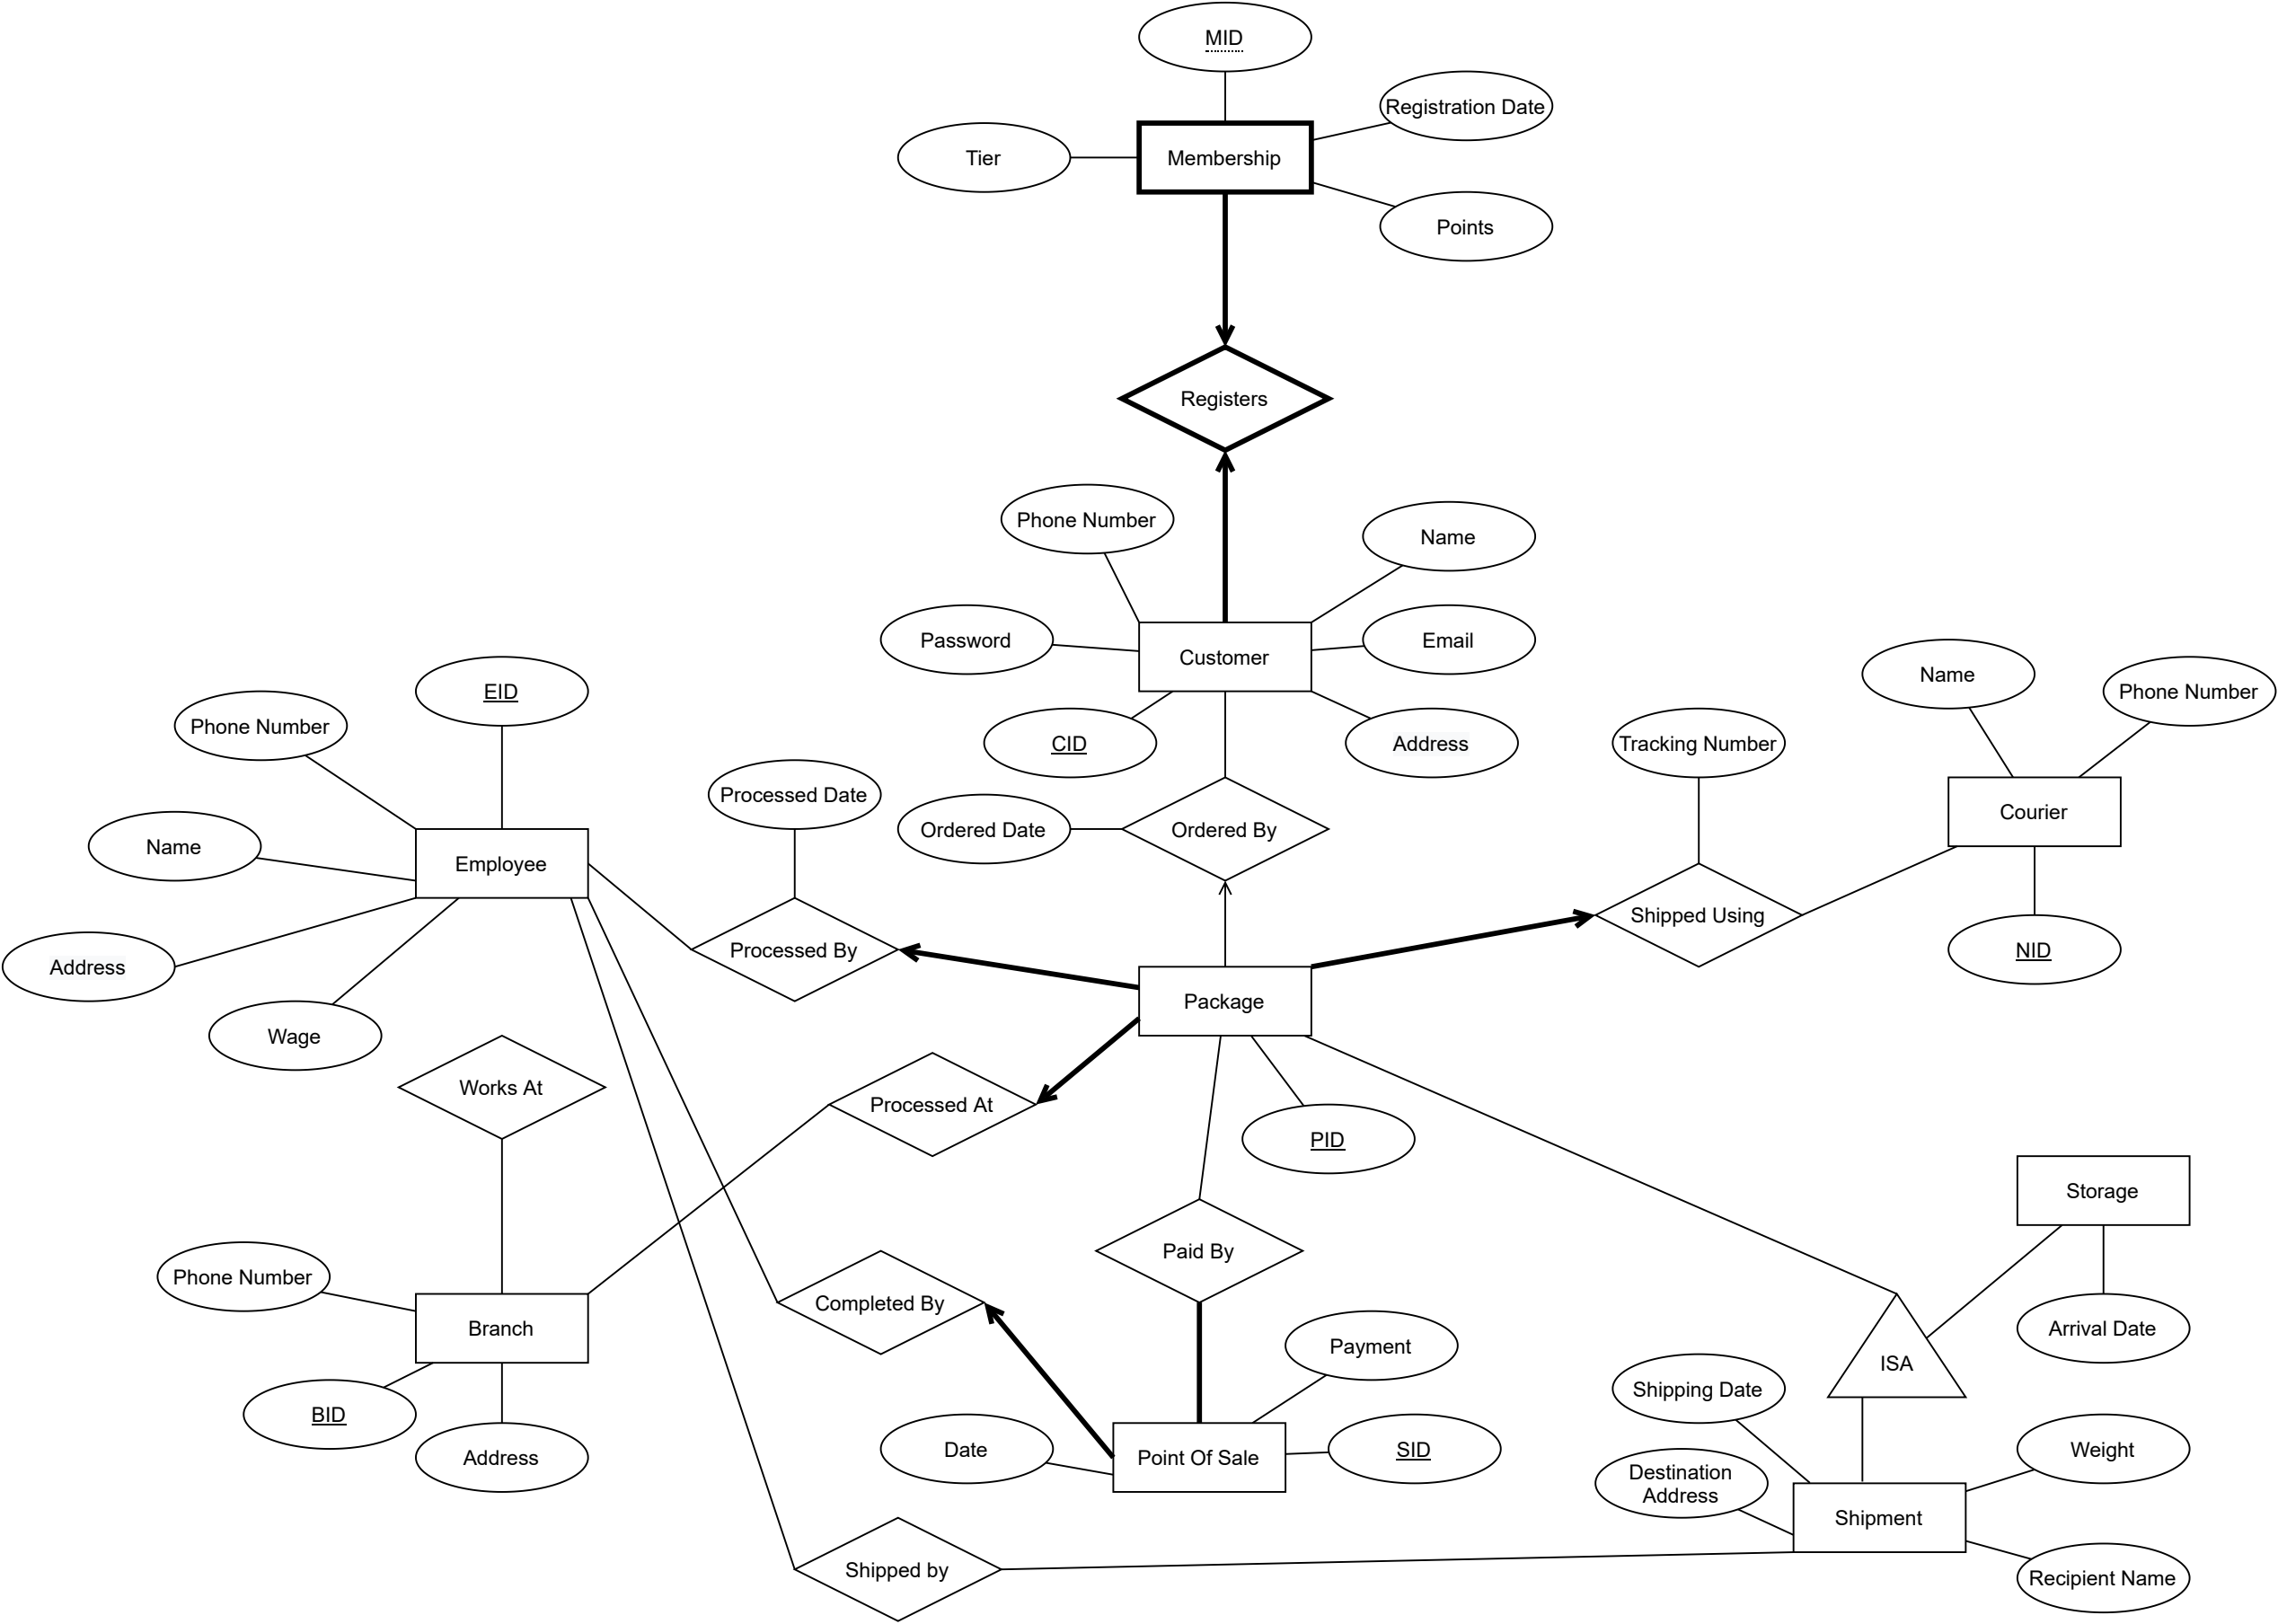 MID
Registration Date
Tier
Membership
Points
Registers
Phone Number
Name
Password
Customer
Email
CID
Address
EID
Phone Number
Name
Employee
Address
Wage
Processed Date
Ordered Date
Ordered By
Processed By
Name
Phone Number
Tracking Number
Courier
Shipped Using
NID
Package
Works At
Processed At
PID
Storage
Arrival Date
Paid By
Phone Number
Branch
BID
Address
Completed By
Payment
Date
Point Of Sale
SID
ISA
Shipping Date
Destination
Address
Weight
Shipment
Recipient Name
Shipped by